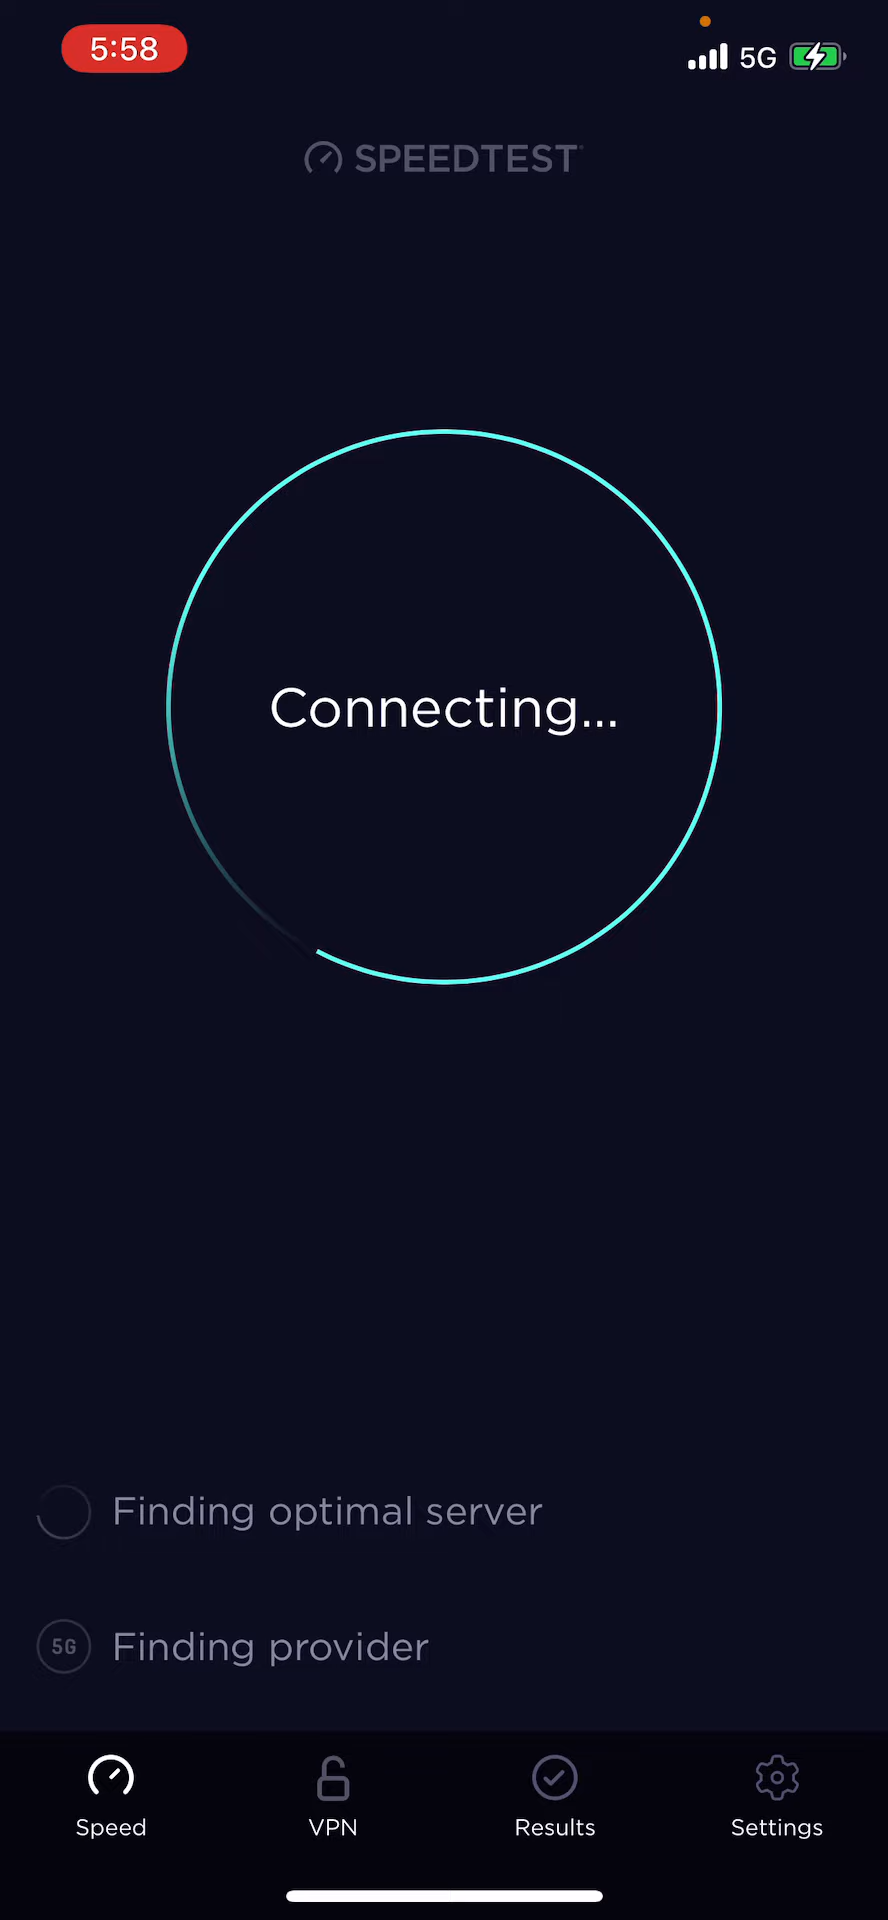 5:58
5G
SPEEDTEST
Connecting...
Finding optimal server
5G
Finding provider
Speed
VPN
Results
Settings